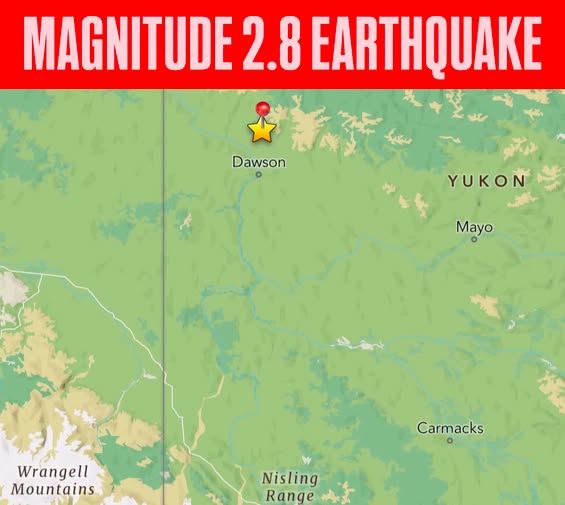 MAGNITUDE 2.8 EARTHQUAKE
Dawson
YUKON
Mayo
Carmacks
Wrangell
Mountains
Nisling
Range